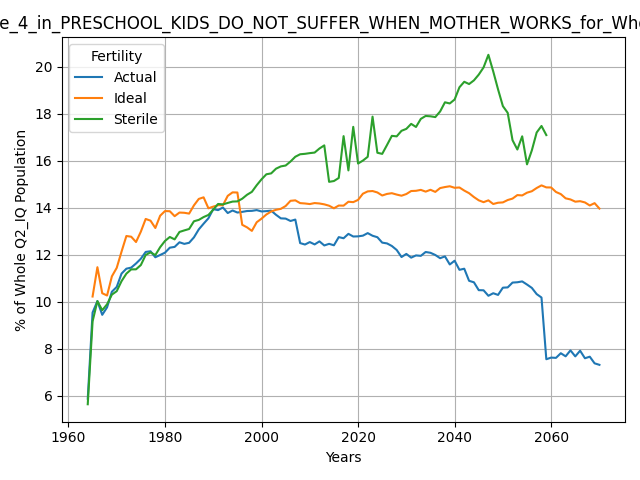 e_4_in_PRESCHOOL_KIDS_DO_NOT_SUFFER_WHEN_MOTHER_WORKS_for_Who
Fertility
Actual
Ideal
Sterile
% of Whole Q2_IQ Population
20
18
16
14
12
10
8
6
1960
1980
2000
2020
2040
2060
Years